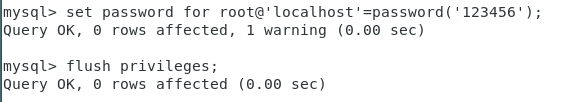 mysql> set password for root@'localhost'=password('123456');
Query OK, 0 rows affected, 1 warning (0.00 sec)
mysql> flush privileges;
Query OK, 0 rows affected (0.00 sec)